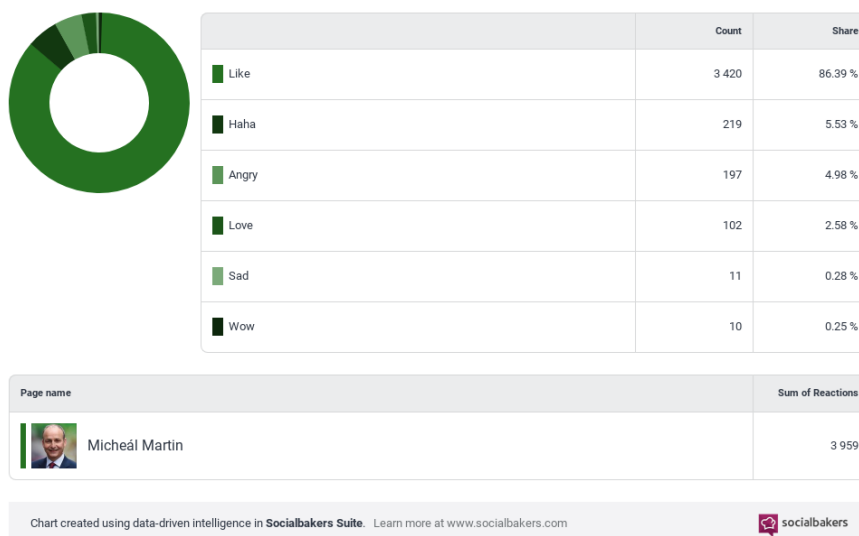 Count Share
Like 3 420 86.39 %
Haha 219 5.53 %
Angry 197 4.98 %
Love 102 2.58 %
Sad 11 0.28 %
Wow 10 0.25 %
Page name Sum of Reactions
Micheál Martin 3 959
Chart created using data-driven intelligence in Socialbakers Suite. Learn more at www.socialbakers.com socialbakers